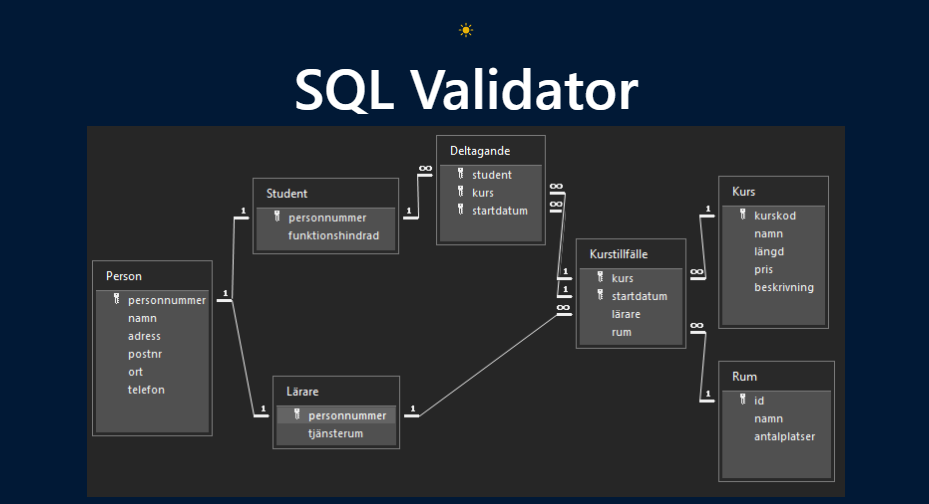 SQL Validator
Person
personnummer
namn
adress
postnr
ort
telefon
1
1
Student
personnummer
funktionshindrad
1
∞
Deltagande
student
kurs
startdatum
∞
∞
1
Lärare
personnummer
tjänsterum
1
1
1
∞
Kurstillfälle
kurs
startdatum
lärare
rum
∞
∞
1
Kurs
kurskod
namn
längd
pris
beskrivning
1
Rum
id
namn
antalplatser